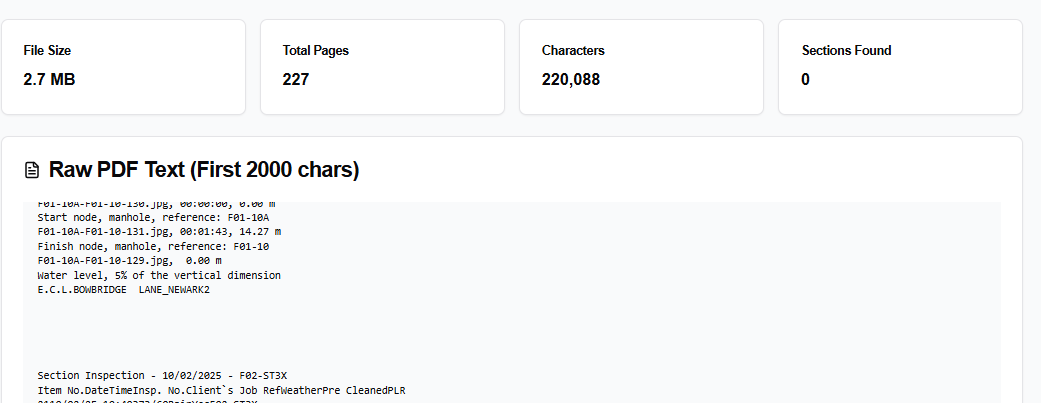 File Size
2.7 MB
Total Pages
227
Characters
220,088
Sections Found
0
Raw PDF Text (First 2000 chars)
F01-10A-F01-10-130.jpg, 00:00:00, 0.00 m
Start node, manhole, reference: F01-10A
F01-10A-F01-10-131.jpg, 00:01:43, 14.27 m
Finish node, manhole, reference: F01-10
F01-10A-F01-10-129.jpg,  0.00 m
Water level, 5% of the vertical dimension
E.C.L.BOWBRIDGE  LANE_NEWARK2
Section Inspection - 10/02/2025 - F02-ST3X
Item No.DateTimeInsp. No.Client`s Job RefWeatherPre CleanedPLR